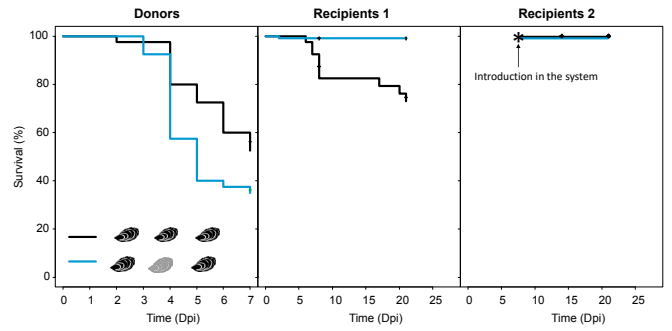 Donors Recipients 1 Recipients 2
100
80
60
40
20
0
Survival (%)
Introduction in the system
0 1 2 3 4 5 6 7 0 5 10 15 20 25 0 5 10 15 20 25
Time (Dpi) Time (Dpi) Time (Dpi)